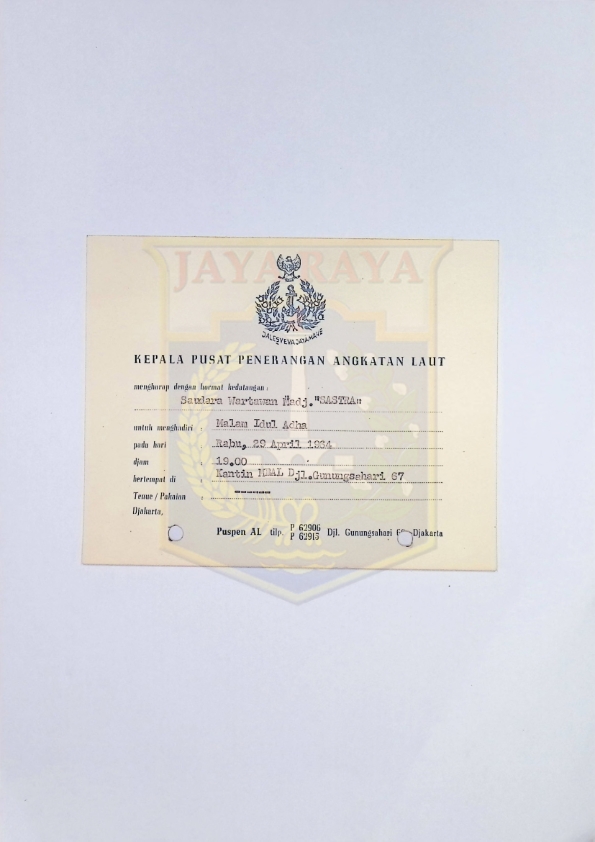 JAYA RAYA
JALESVEVA JAYAMAHE
KEPALA PUSAT PENERANGAN ANGKATAN LAUT
mengharap dengan hormat kedatangan :
Saudara Wartawan Madj."SASTRA"
untuk menghadiri : Malam Idul Adha
pada hari : Rabu, 29 April 1964
djam : 19.00
bertempat di : Kantin MBAL Djl.Gunungsahari 67
Tenue / Pakaian : -------
Djakarta,
Puspen AL tilp. P 62906
P 62915 Djl. Gunungsahari Djakarta